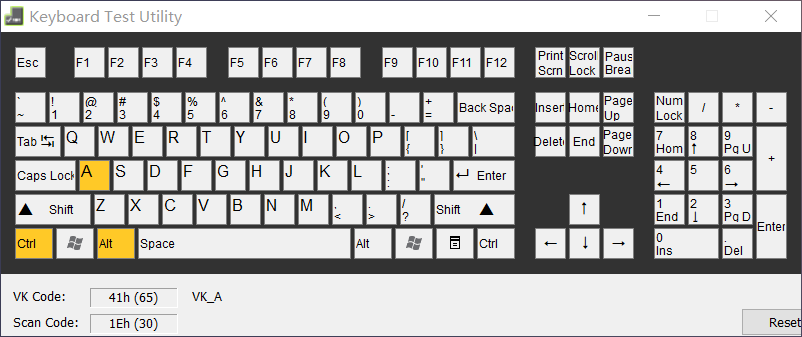 Keyboard Test Utility
Esc F1 F2 F3 F4 F5 F6 F7 F8 F9 F10 F11 F12 Print Scrn Scrol Lock Paus Brea
` ~ ! 1 @ 2 # 3 $ 4 % 5 ^ 6 & 7 * 8 ( 9 ) 0 - + = Back Spac Insert Home Page Up Num Lock / * -
Tab Q W E R T Y U I O P [ { ] } \ | Delete End Page Down 7 Hom 8 ↑ 9 Pg U +
Caps Lock A S D F G H J K L ; : ' " ↵ Enter 4 ← 5 6 →
▲ Shift Z X C V B N M , < . > / ? Shift ▲ ↑ 1 End 2 ↓ 3 Pg D Enter
Ctrl Alt Space Alt Ctrl ← ↓ → 0 Ins . Del
VK Code: 41h (65) VK_A
Scan Code: 1Eh (30)
Reset